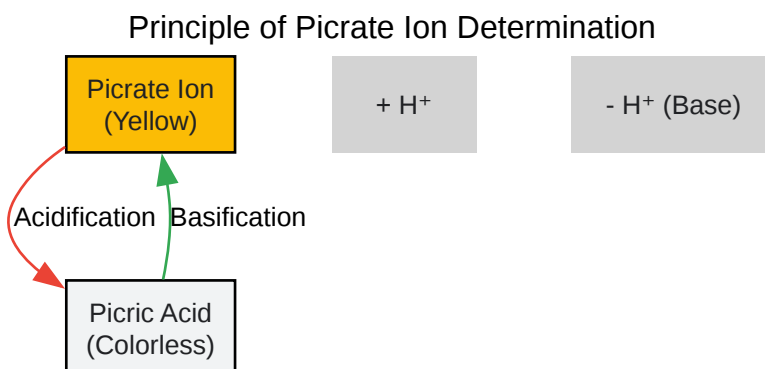 Principle of Picrate Ion Determination
Picrate Ion
(Yellow)
+ H⁺
- H⁺ (Base)
Acidification
Basification
Picric Acid
(Colorless)